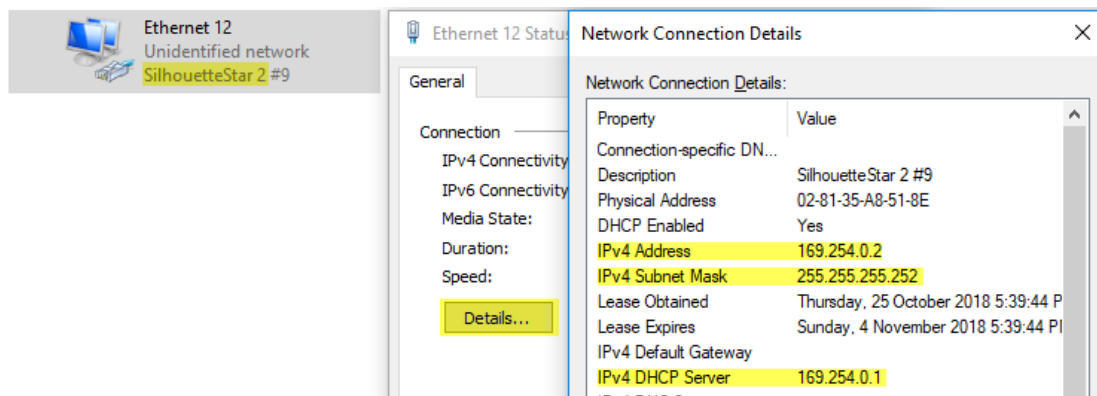 Ethernet 12
Unidentified network
SilhouetteStar 2 #9
Ethernet 12 Status
General
Connection
IPv4 Connectivity
IPv6 Connectivity
Media State:
Duration:
Speed:
Details...
Network Connection Details
Network Connection Details:
Property Value
Connection-specific DN...
Description SilhouetteStar 2 #9
Physical Address 02-81-35-A8-51-8E
DHCP Enabled Yes
IPv4 Address 169.254.0.2
IPv4 Subnet Mask 255.255.255.252
Lease Obtained Thursday, 25 October 2018 5:39:44 P
Lease Expires Sunday, 4 November 2018 5:39:44 P
IPv4 Default Gateway
IPv4 DHCP Server 169.254.0.1